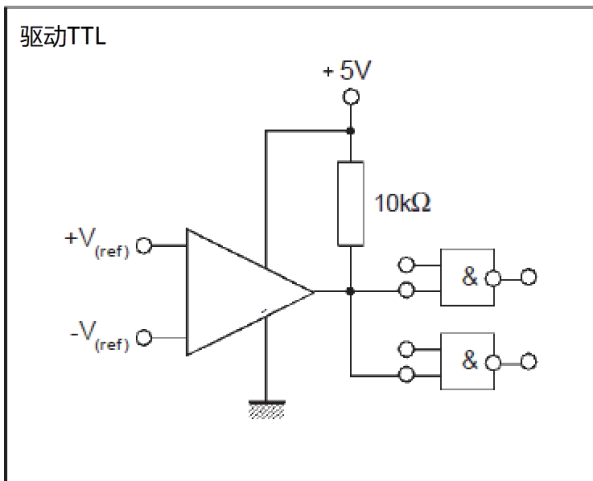 驱动TTL
+ 5V
10kΩ
+V(ref)
-V(ref)
&
&